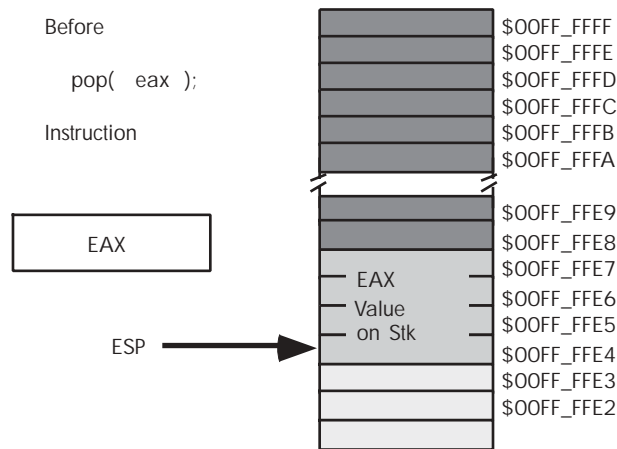 Before
pop( eax );
Instruction
EAX
ESP
EAX
Value
on Stk
$00FF_FFFF
$00FF_FFFE
$00FF_FFFD
$00FF_FFFC
$00FF_FFFB
$00FF_FFFA
$00FF_FFE9
$00FF_FFE8
$00FF_FFE7
$00FF_FFE6
$00FF_FFE5
$00FF_FFE4
$00FF_FFE3
$00FF_FFE2